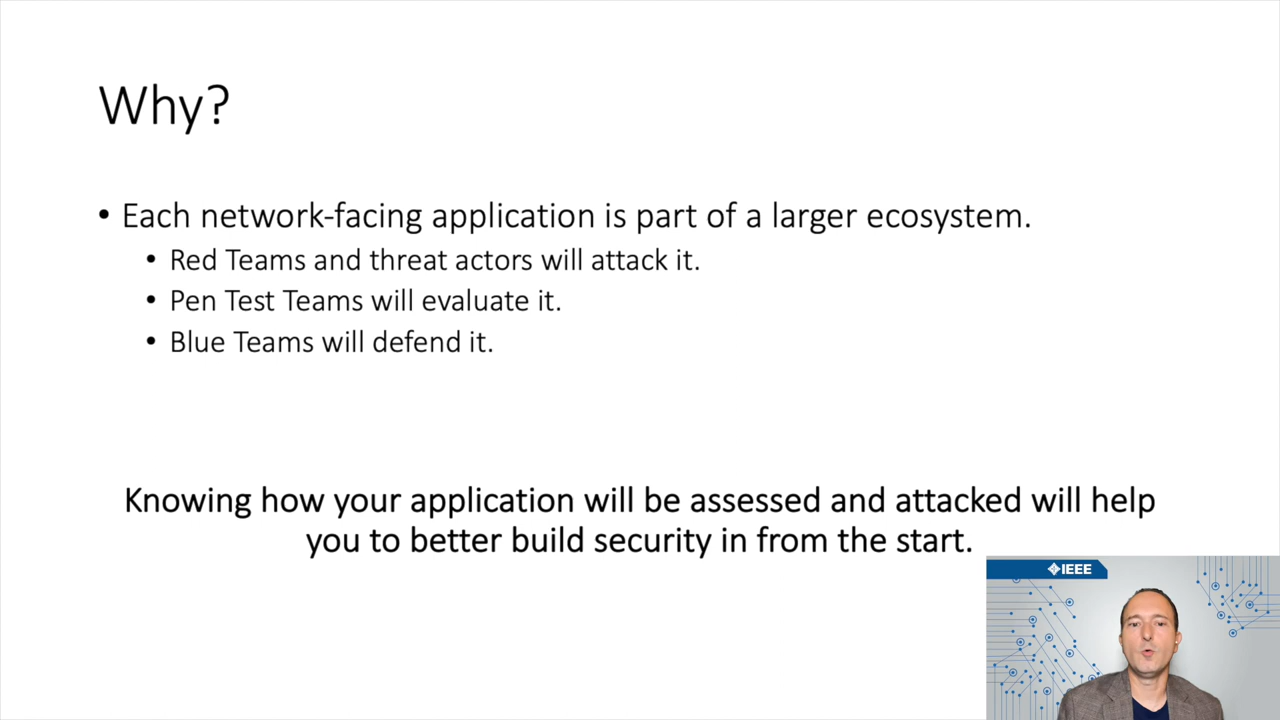 Why?
• Each network-facing application is part of a larger ecosystem.
• Red Teams and threat actors will attack it.
• Pen Test Teams will evaluate it.
• Blue Teams will defend it.
Knowing how your application will be assessed and attacked will help
you to better build security in from the start.
IEEE